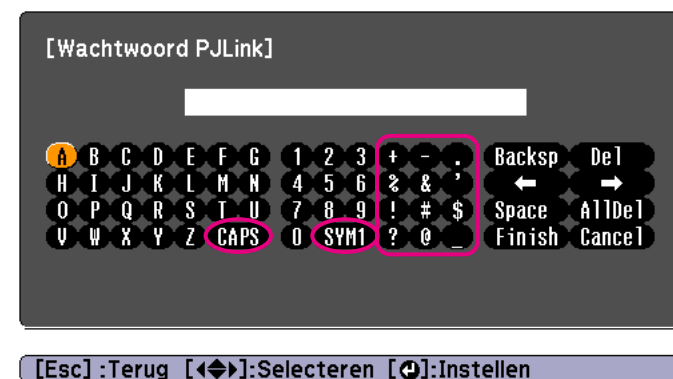 [Wachtwoord PJLink]
A B C D E F G 1 2 3 + - . Backsp Del
H I J K L M N 4 5 6 % & ’ ← →
O P Q R S T U 7 8 9 ! # $ Space AllDel
V W X Y Z CAPS 0 SYM1 ? @ _ Finish Cancel
[Esc] :Terug [◀◆▶]:Selecteren [↵]:Instellen